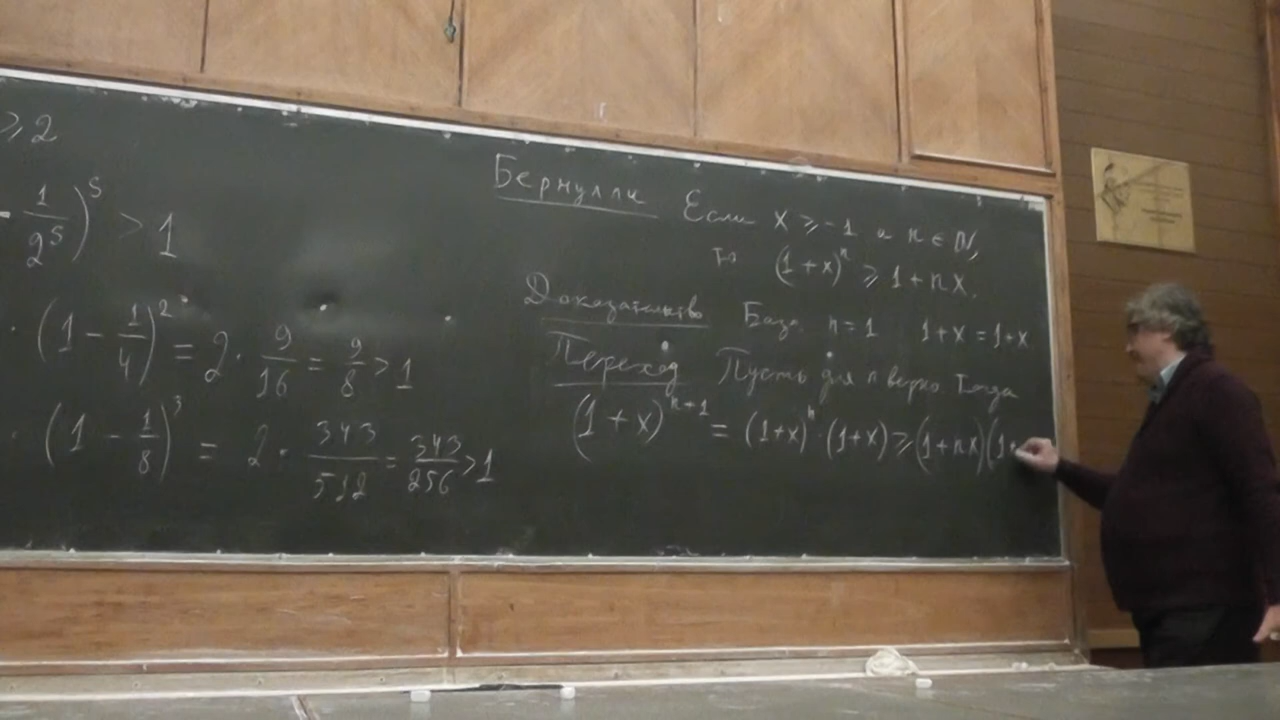 ≥ 2
- 1/2⁵)⁵ > 1
· (1 - 1/4)² = 2 · 9/16 = 9/8 > 1
· (1 - 1/8)³ = 2 · 343/512 = 343/256 > 1
Бернулли Если x ≥ -1 а n ∈ ℕ,
то (1+x)ⁿ ≥ 1+nx.
Доказательство База n=1 1+x = 1+x
Переход Пусть для n верно Тогда
(1+x)ⁿ⁺¹ = (1+x)ⁿ·(1+x) ≥ (1+nx)(1+